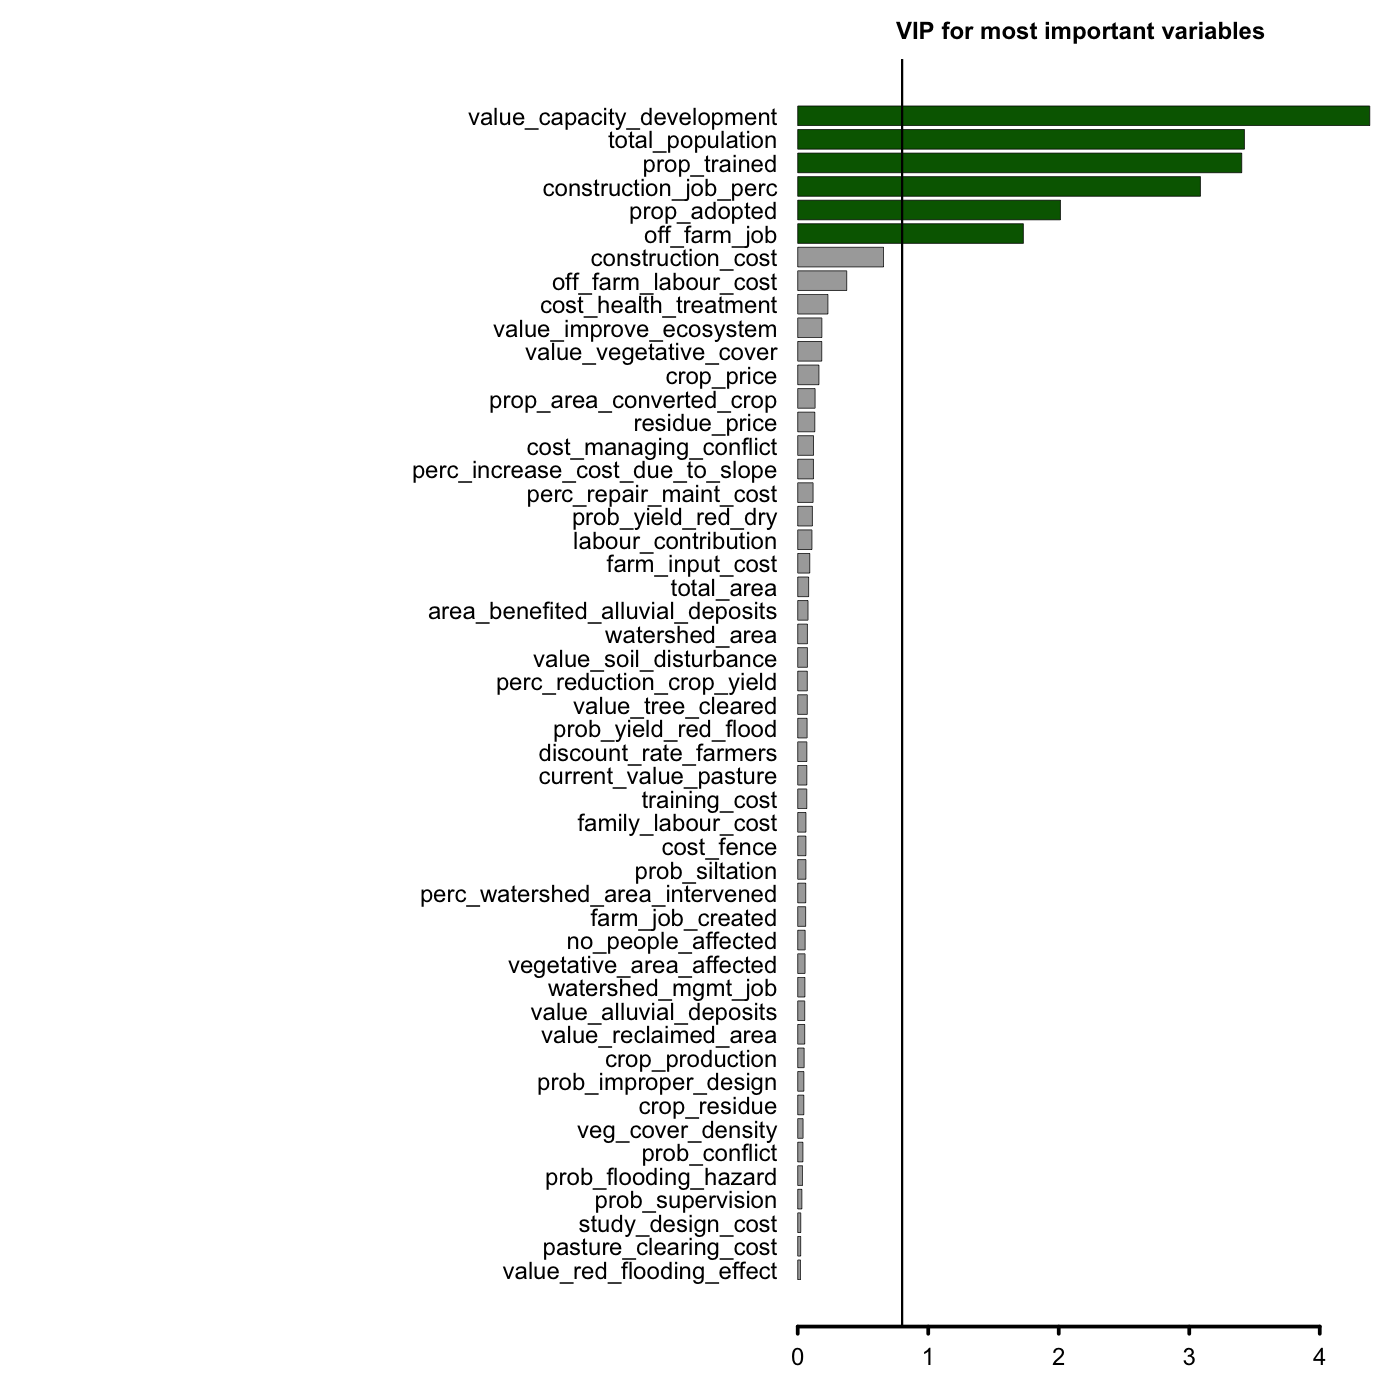 VIP for most important variables
value_capacity_development
total_population
prop_trained
construction_job_perc
prop_adopted
off_farm_job
construction_cost
off_farm_labour_cost
cost_health_treatment
value_improve_ecosystem
value_vegetative_cover
crop_price
prop_area_converted_crop
residue_price
cost_managing_conflict
perc_increase_cost_due_to_slope
perc_repair_maint_cost
prob_yield_red_dry
labour_contribution
farm_input_cost
total_area
area_benefited_alluvial_deposits
watershed_area
value_soil_disturbance
perc_reduction_crop_yield
value_tree_cleared
prob_yield_red_flood
discount_rate_farmers
current_value_pasture
training_cost
family_labour_cost
cost_fence
prob_siltation
perc_watershed_area_intervened
farm_job_created
no_people_affected
vegetative_area_affected
watershed_mgmt_job
value_alluvial_deposits
value_reclaimed_area
crop_production
prob_improper_design
crop_residue
veg_cover_density
prob_conflict
prob_flooding_hazard
prob_supervision
study_design_cost
pasture_clearing_cost
value_red_flooding_effect
0 1 2 3 4